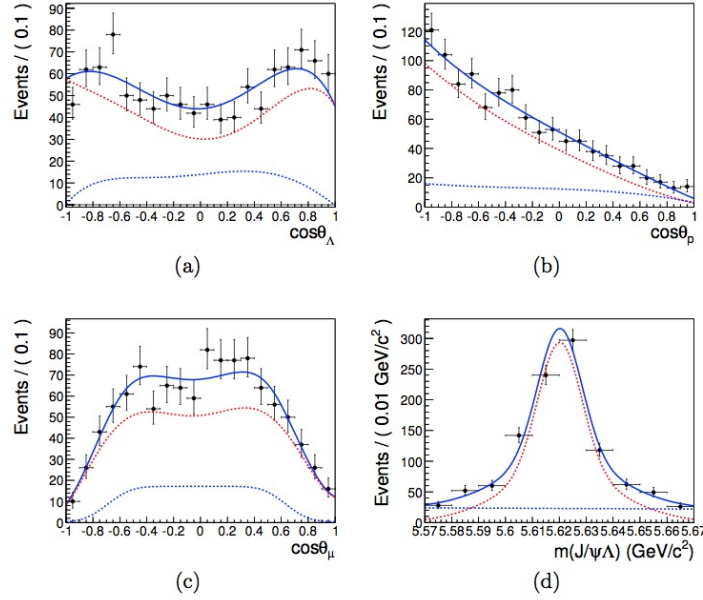 Events / ( 0.1 )
90
80
70
60
50
40
30
20
10
0
-1 -0.8 -0.6 -0.4 -0.2 0 0.2 0.4 0.6 0.8 1
cosθ_Λ
(a)
Events / ( 0.1 )
140
120
100
80
60
40
20
0
-1 -0.8 -0.6 -0.4 -0.2 0 0.2 0.4 0.6 0.8 1
cosθ_p
(b)
Events / ( 0.1 )
90
80
70
60
50
40
30
20
10
0
-1 -0.8 -0.6 -0.4 -0.2 0 0.2 0.4 0.6 0.8 1
cosθ_μ
(c)
Events / ( 0.01 GeV/c²)
300
250
200
150
100
50
0
5.57 5.58 5.59 5.6 5.61 5.62 5.63 5.64 5.65 5.66 5.67
m(J/ψΛ) (GeV/c²)
(d)